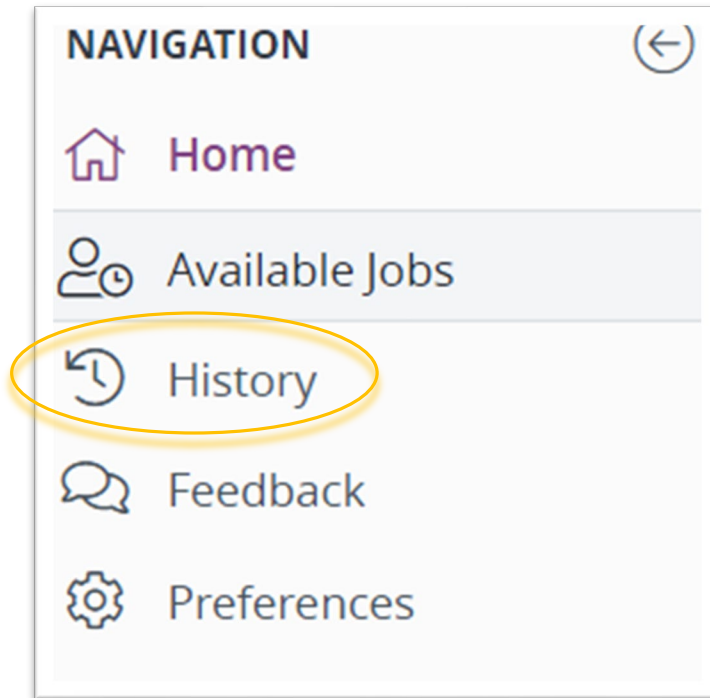 NAVIGATION
Home
Available Jobs
History
Feedback
Preferences